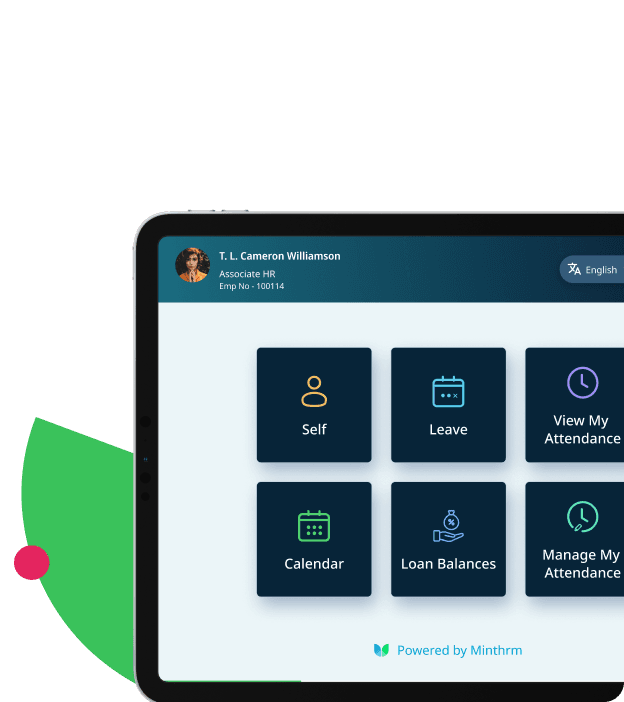 T. L. Cameron Williamson
Associate HR
Emp No - 100114
English
Self
Leave
View My
Attendance
Calendar
Loan Balances
Manage My
Attendance
Powered by Minthrm